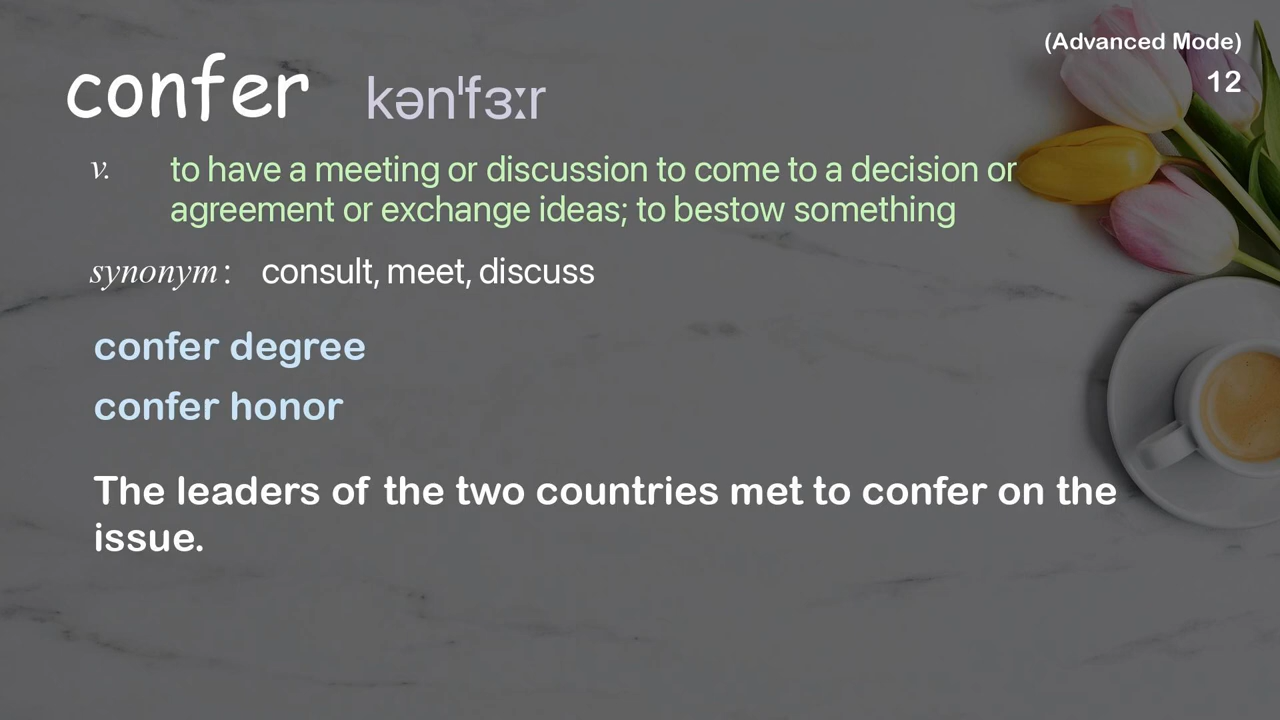 (Advanced Mode)
12
confer kən'fɜːr
v. to have a meeting or discussion to come to a decision or
agreement or exchange ideas; to bestow something
synonym : consult, meet, discuss
confer degree
confer honor
The leaders of the two countries met to confer on the
issue.